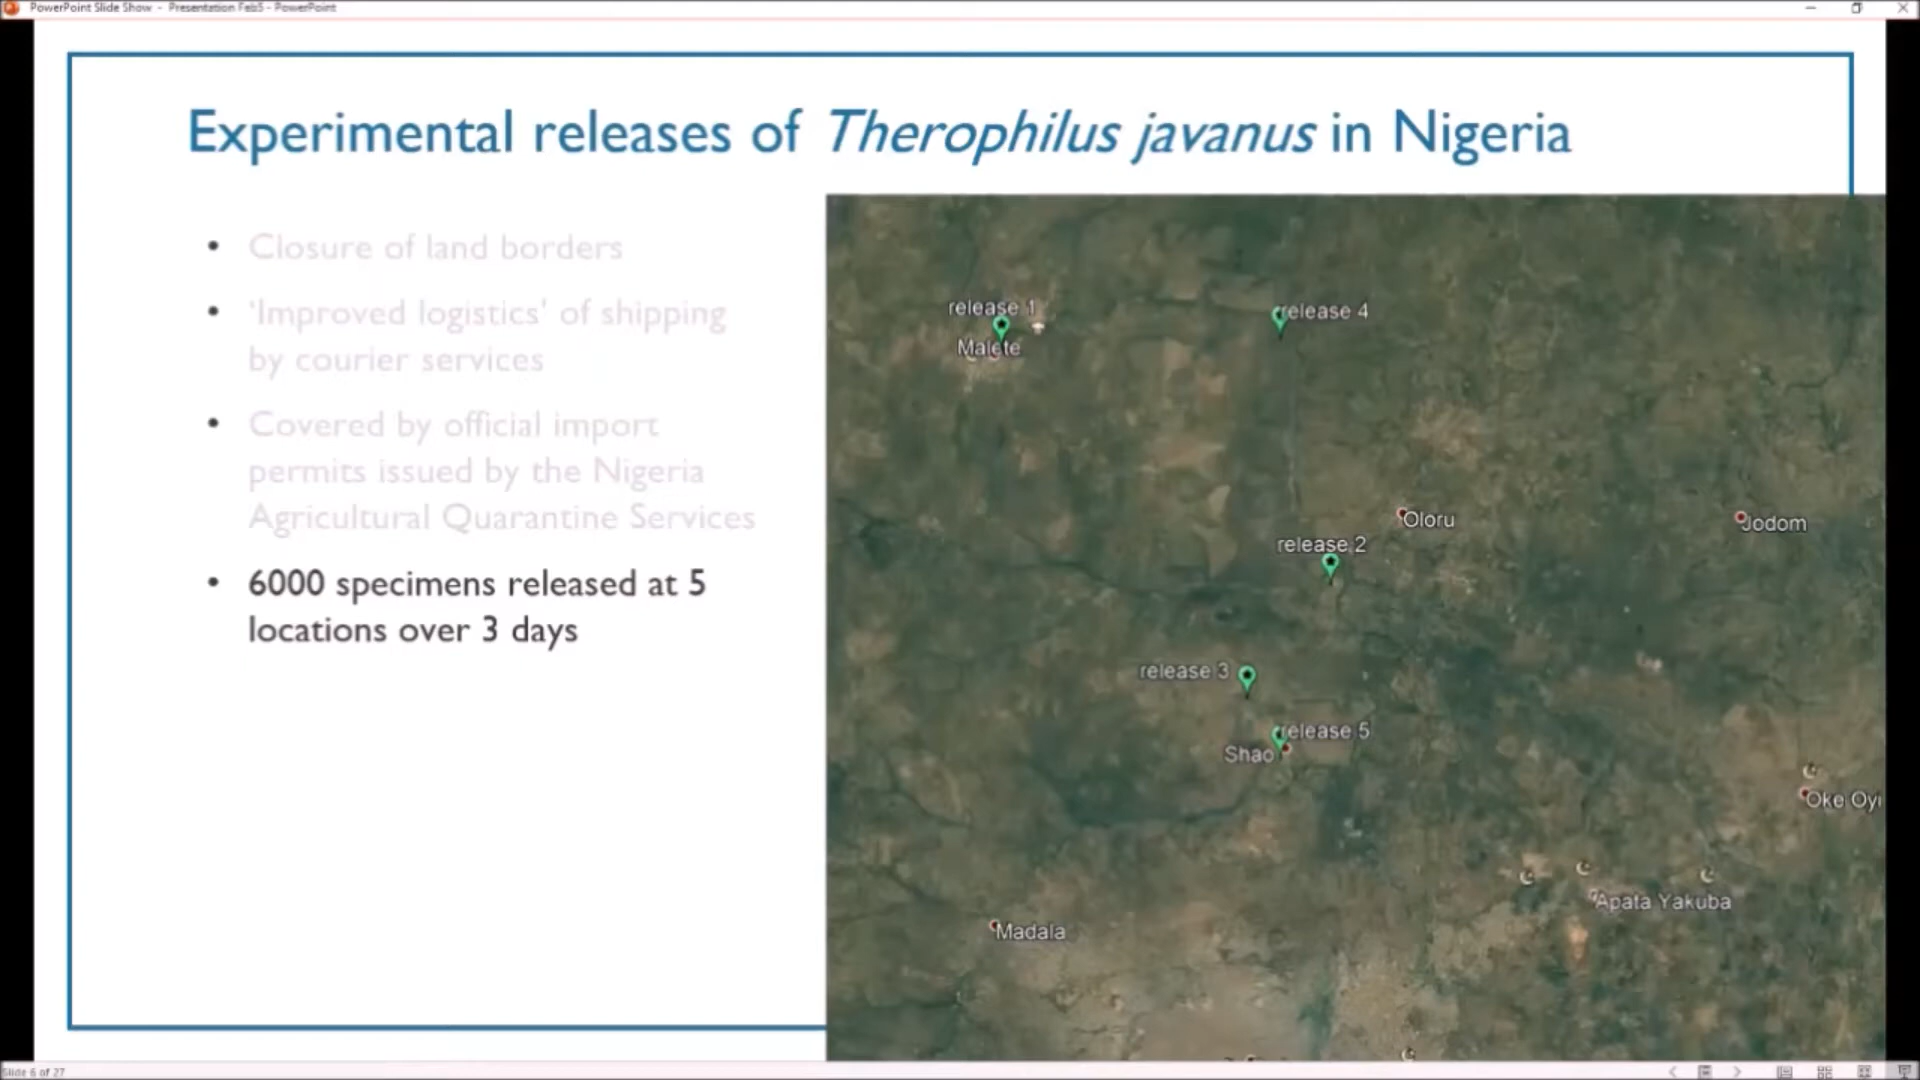 PowerPoint Slide Show - Presentation Feb5 - PowerPoint
Experimental releases of Therophilus javanus in Nigeria
• Closure of land borders
• ‘Improved logistics’ of shipping
by courier services
• Covered by official import
permits issued by the Nigeria
Agricultural Quarantine Services
• 6000 specimens released at 5
locations over 3 days
release 1
Malete
release 4
Oloru
Jodom
release 2
release 3
release 5
Shao
Oke Oyi
Apata Yakuba
Madala
Slide 6 of 27